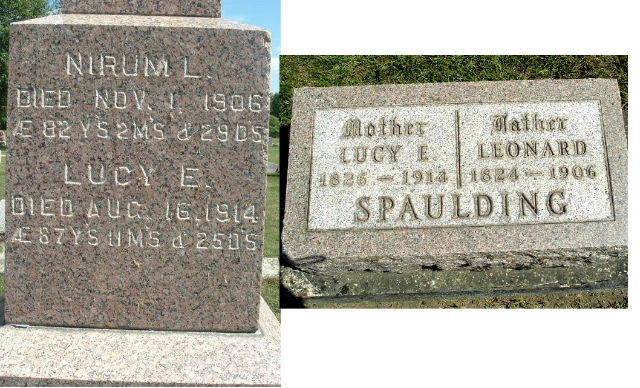 NIRUM L.
DIED NOV. 1, 1906
Æ 82 YS 2 MS & 29 DS
LUCY E.
DIED AUG. 16, 1914
Æ 87 YS 11 MS & 25 DS
Mother
LUCY E.
1826 — 1913
Father
LEONARD
1824 — 1906
SPAULDING